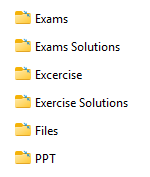 Exams
Exams Solutions
Excercise
Exercise Solutions
Files
PPT